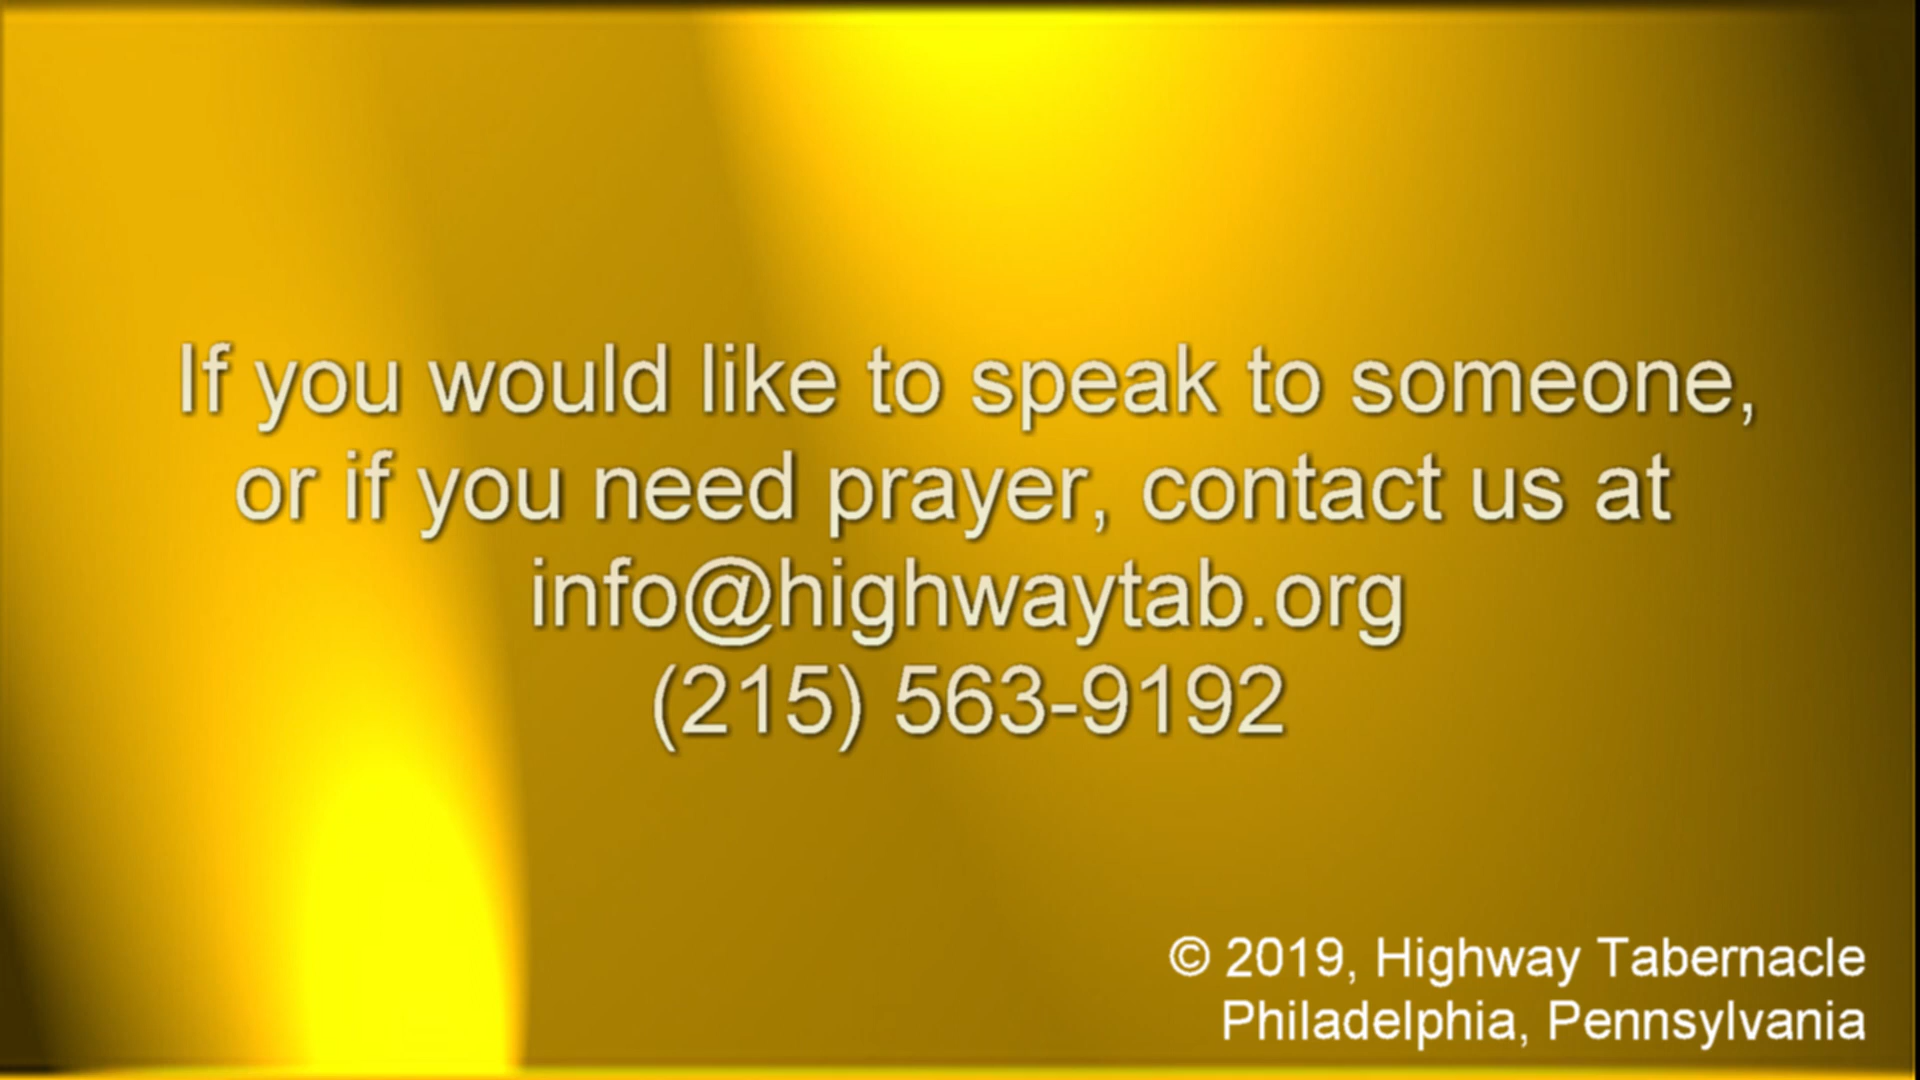 If you would like to speak to someone,
or if you need prayer, contact us at
info@highwaytab.org
(215) 563-9192
© 2019, Highway Tabernacle
Philadelphia, Pennsylvania